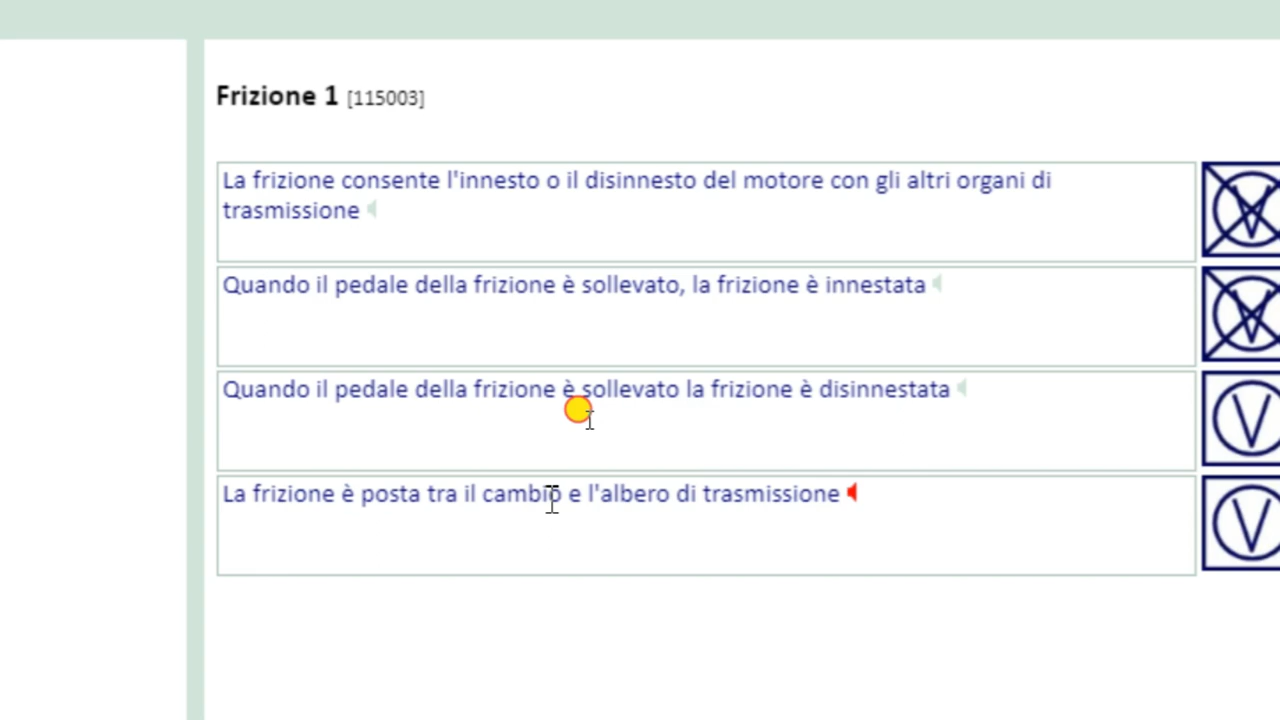 Frizione 1 [115003]
La frizione consente l'innesto o il disinnesto del motore con gli altri organi di
trasmissione
V
Quando il pedale della frizione è sollevato, la frizione è innestata
V
Quando il pedale della frizione è sollevato la frizione è disinnestata
V
La frizione è posta tra il cambio e l'albero di trasmissione
V